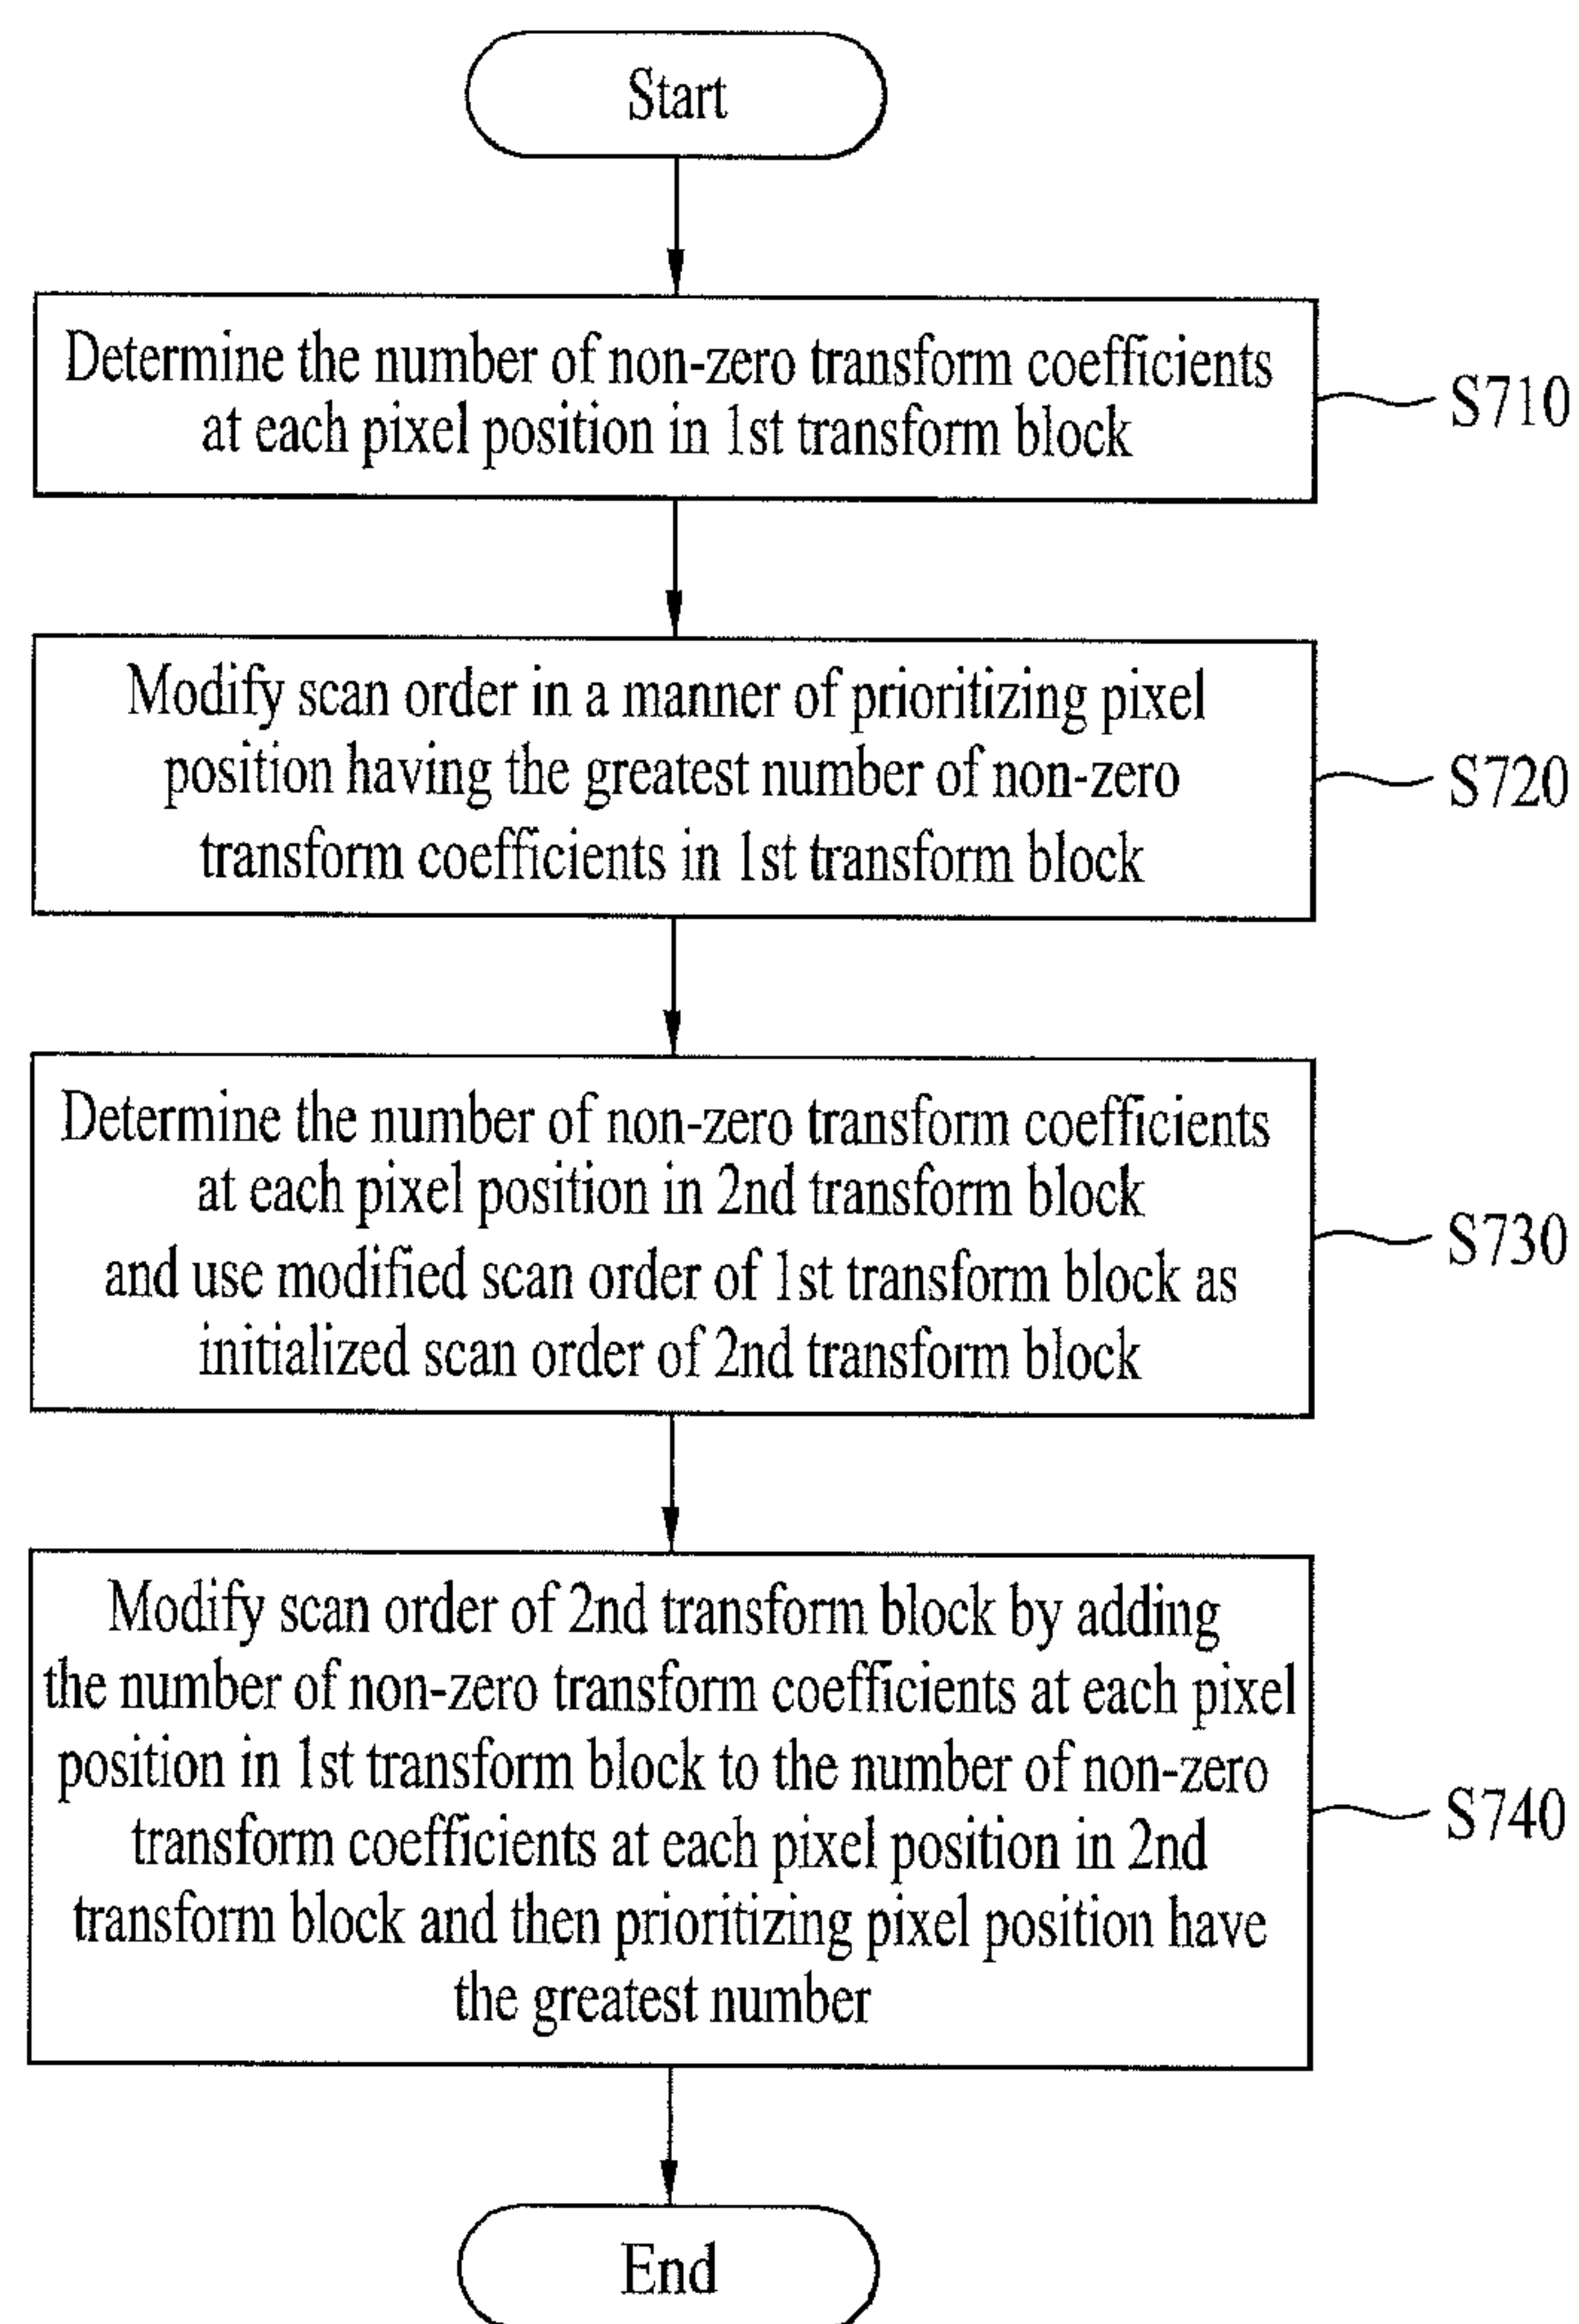 Start
Determine the number of non-zero transform coefficients
at each pixel position in 1st transform block
S710
Modify scan order in a manner of prioritizing pixel
position having the greatest number of non-zero
transform coefficients in 1st transform block
S720
Determine the number of non-zero transform coefficients
at each pixel position in 2nd transform block
and use modified scan order of 1st transform block as
initialized scan order of 2nd transform block
S730
Modify scan order of 2nd transform block by adding
the number of non-zero transform coefficients at each pixel
position in 1st transform block to the number of non-zero
transform coefficients at each pixel position in 2nd
transform block and then prioritizing pixel position have
the greatest number
S740
End